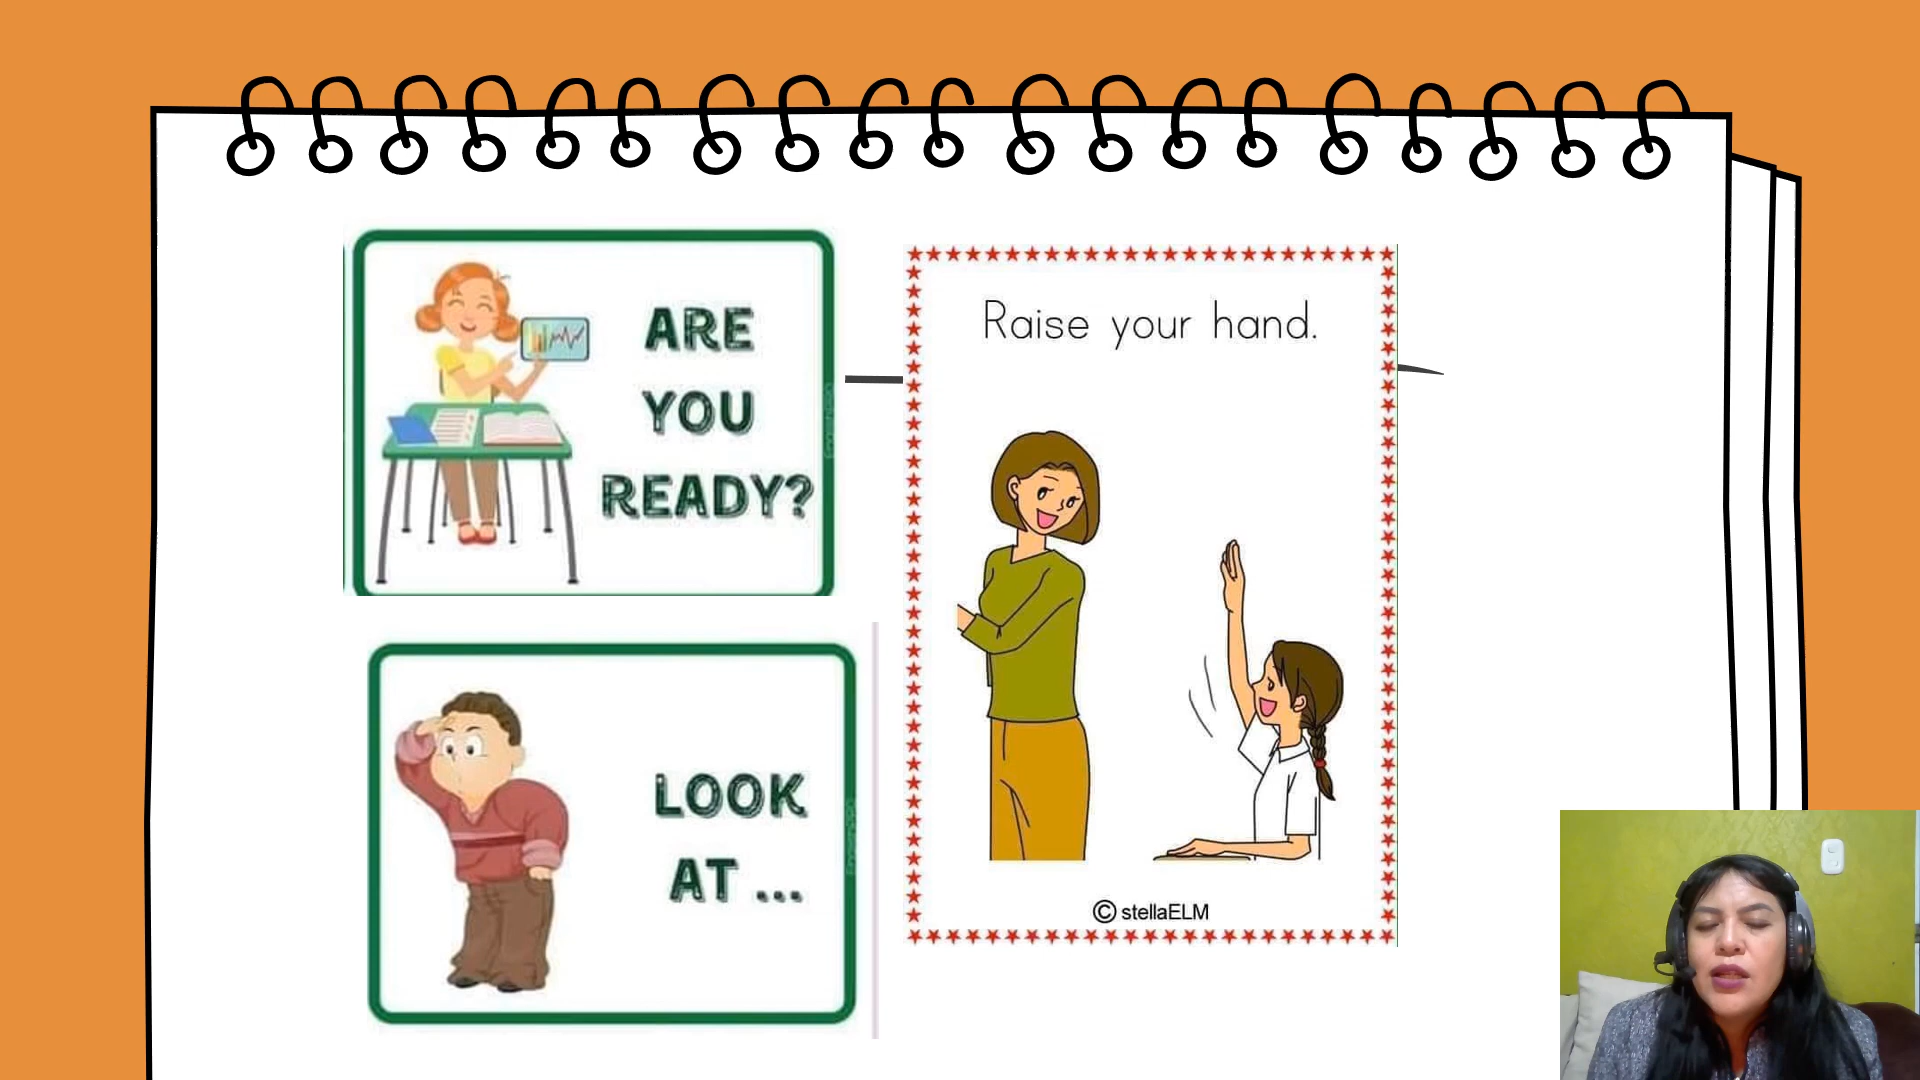 ARE
YOU
READY?
LOOK
AT ...
Raise your hand.
© stellaELM